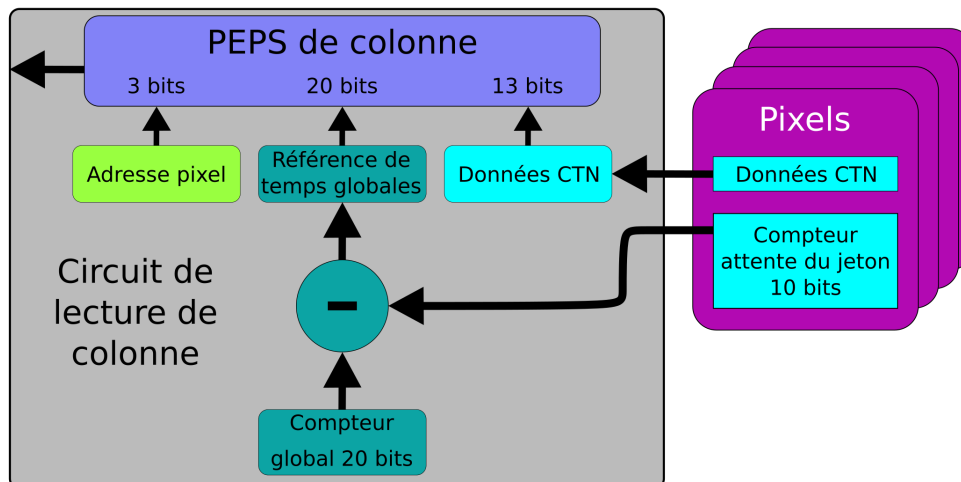 PEPS de colonne
3 bits
20 bits
13 bits
Adresse pixel
Référence de
temps globales
Données CTN
Circuit de
lecture de
colonne
-
Compteur
global 20 bits
Pixels
Données CTN
Compteur
attente du jeton
10 bits